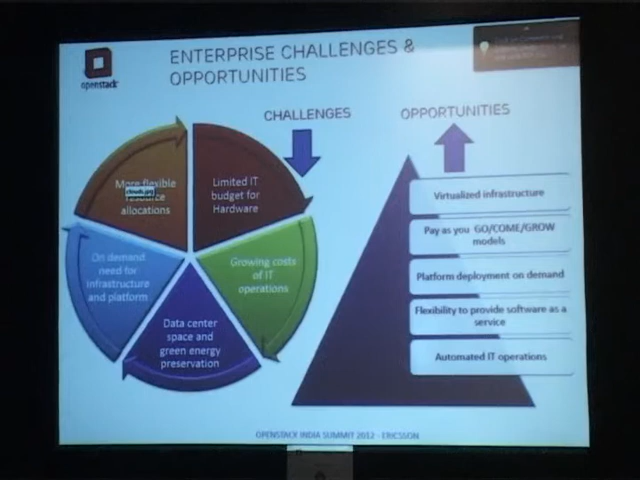 openstack
ENTERPRISE CHALLENGES &
OPPORTUNITIES
CHALLENGES
OPPORTUNITIES
More flexible
resource
clouds.jpg
allocations
Limited IT
budget for
Hardware
Growing costs
of IT
operations
Data center
space and
green energy
preservation
On demand
need for
infrastructure
and platform
Virtualized infrastructure
Pay as you GO/COME/GROW
models
Platform deployment on demand
Flexibility to provide software as a
service
Automated IT operations
OPENSTACK INDIA SUMMIT 2012 - ERICSSON